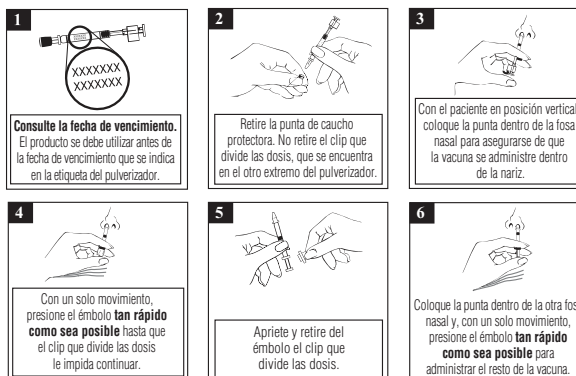 1
XXXXXXX
XXXXXXX
Consulte la fecha de vencimiento.
El producto se debe utilizar antes de
la fecha de vencimiento que se indica
en la etiqueta del pulverizador.
2
Retire la punta de caucho
protectora. No retire el clip que
divide las dosis, que se encuentra
en el otro extremo del pulverizador.
3
Con el paciente en posición vertical
coloque la punta dentro de la fosa
nasal para asegurarse de que
la vacuna se administre dentro
de la nariz.
4
Con un solo movimiento,
presione el émbolo tan rápido
como sea posible hasta que
el clip que divide las dosis
le impida continuar.
5
Apriete y retire del
émbolo el clip que
divide las dosis.
6
Coloque la punta dentro de la otra fos
nasal y, con un solo movimiento,
presione el émbolo tan rápido
como sea posible para
administrar el resto de la vacuna.